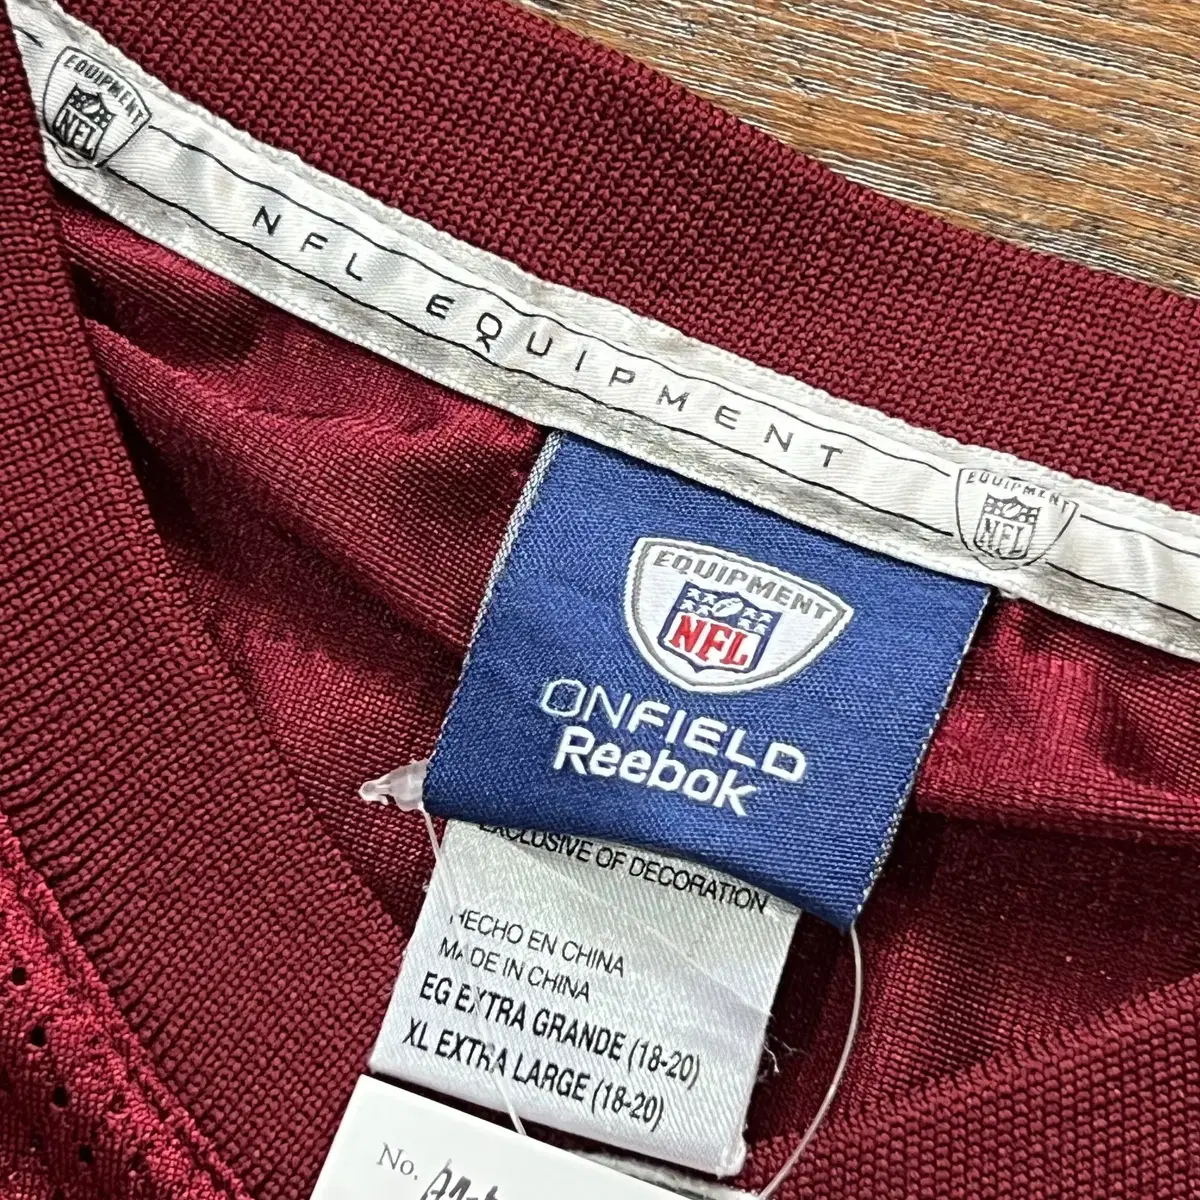 EQUIPMENT
NFL
NFL EQUIPMENT
EQUIPMENT
NFL
EQUIPMENT
NFL
ONFIELD
Reebok
EXCLUSIVE OF DECORATION
HECHO EN CHINA
MADE IN CHINA
EG EXTRA GRANDE (18-20)
XL EXTRA LARGE (18-20)
No.